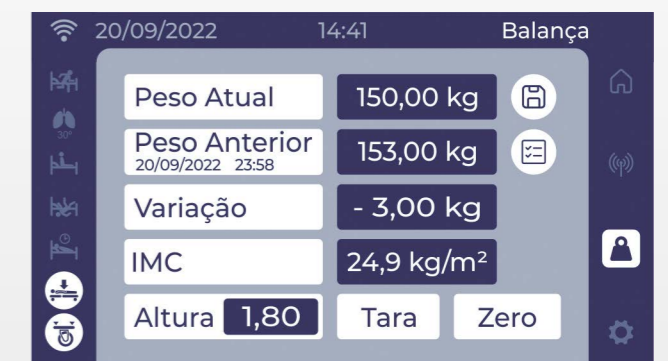 20/09/2022 14:41 Balança
Peso Atual 150,00 kg
30°
Peso Anterior 153,00 kg
20/09/2022 23:58
Variação - 3,00 kg
IMC 24,9 kg/m²
Altura 1,80 Tara Zero